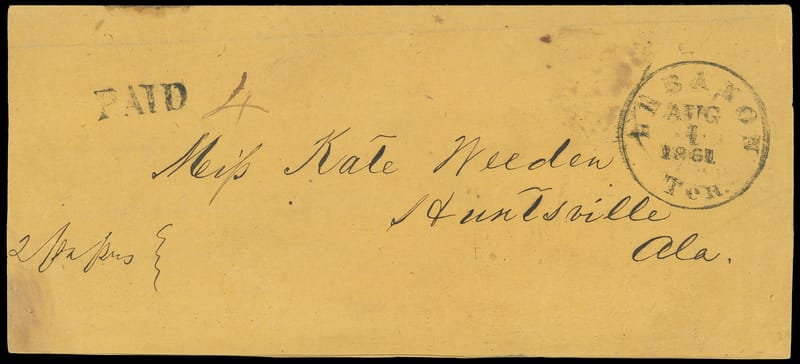 PAID 4
LEBANON
AUG
1
1861
Ten.
Miss Kate Weeden
Huntsville
Ala.
2 papers